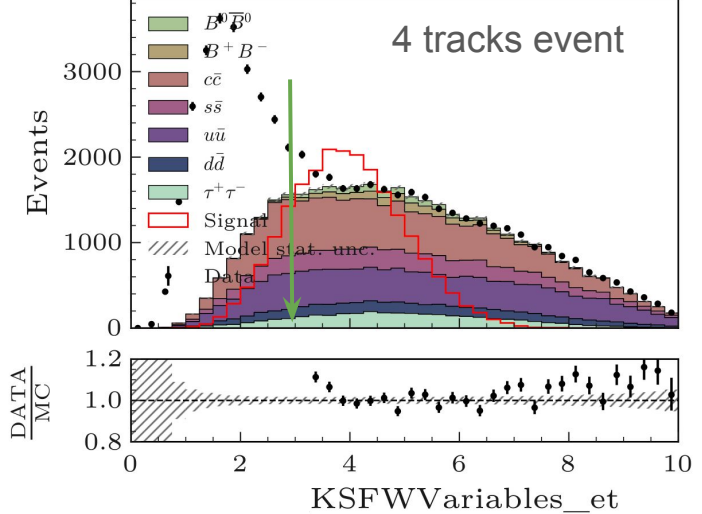 4 tracks event
B⁰B̅⁰
B⁺B⁻
cc̄
ss̄
uū
dd̄
τ⁺τ⁻
Signal
Model stat. unc.
Data
Events
3000
2000
1000
0
DATA
MC
1.2
1.0
0.8
0 2 4 6 8 10
KSFWVariables_et